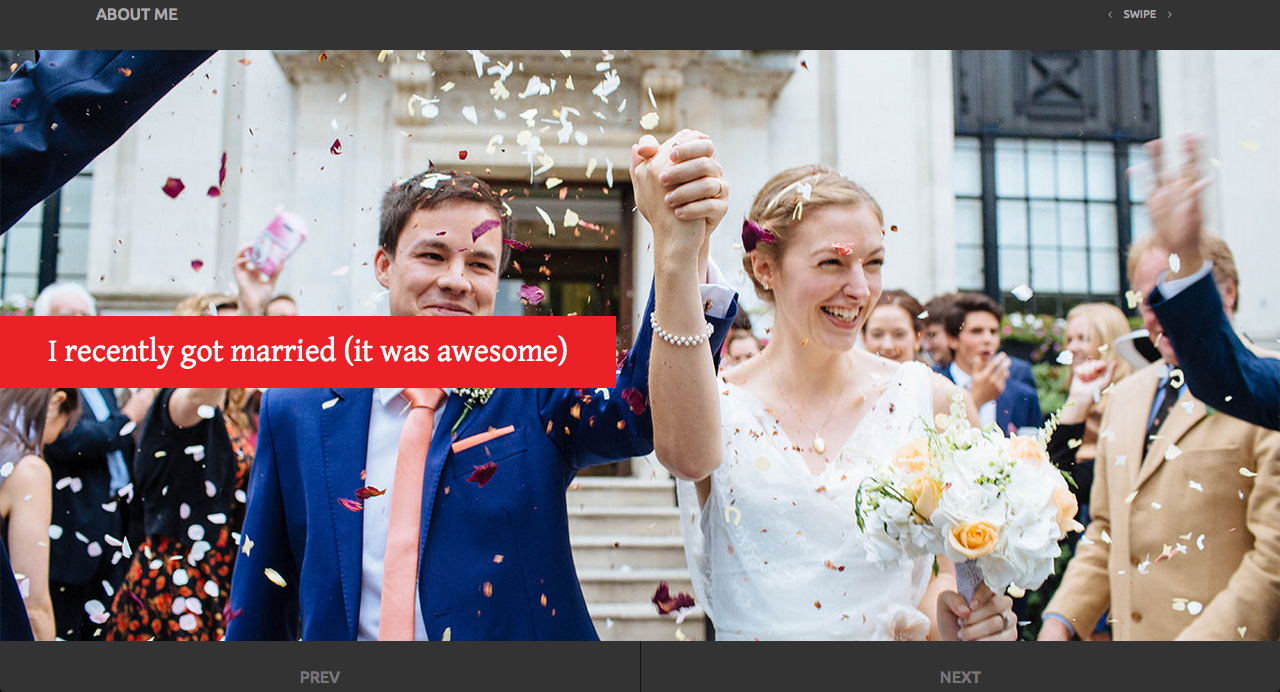 ABOUT ME
< SWIPE >
I recently got married (it was awesome)
PREV
NEXT